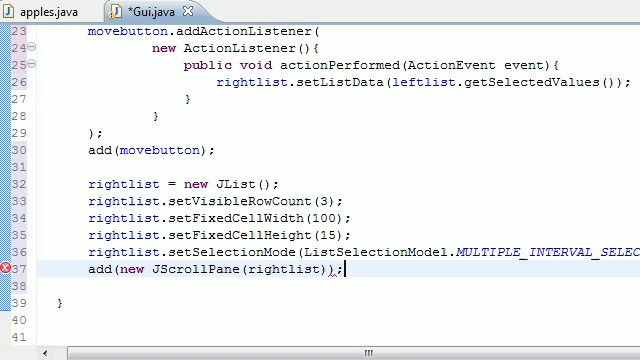 apples.java
*Gui.java
23 movebutton.addActionListener(
24 new ActionListener(){
25 public void actionPerformed(ActionEvent event){
26 rightlist.setListData(leftlist.getSelectedValues());
27 }
28 }
29 );
30 add(movebutton);
31
32 rightlist = new JList();
33 rightlist.setVisibleRowCount(3);
34 rightlist.setFixedCellWidth(100);
35 rightlist.setFixedCellHeight(15);
36 rightlist.setSelectionMode(ListSelectionModel.MULTIPLE_INTERVAL_SELEC
37 add(new JScrollPane(rightlist));
38
39 }
40
41